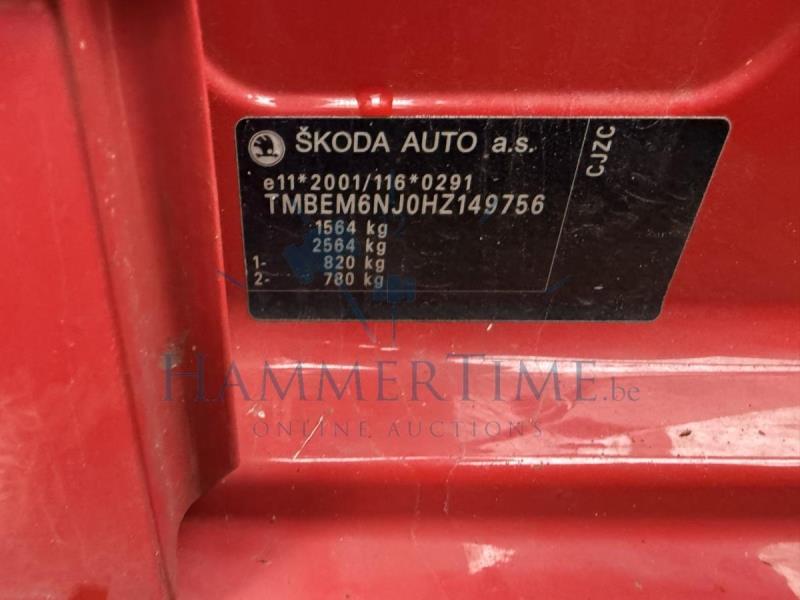 ŠKODA AUTO a.s.
e11*2001/116*0291
TMBEM6NJ0HZ149756
1564 kg
2564 kg
1- 820 kg
2- 780 kg
CJZC
HAMMERTIME.be
ONLINE AUCTIONS